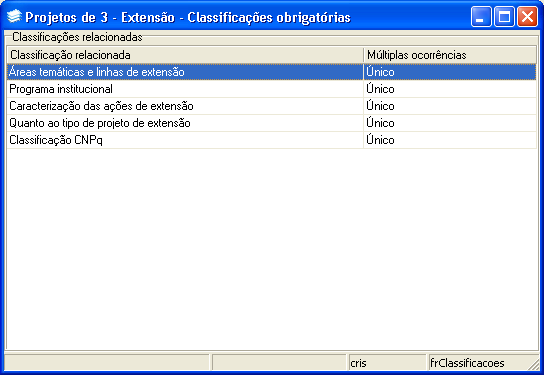 Projetos de 3 - Extensão - Classificações obrigatórias
Classificações relacionadas
Classificação relacionada Múltiplas ocorrências
Áreas temáticas e linhas de extensão Único
Programa institucional Único
Caracterização das ações de extensão Único
Quanto ao tipo de projeto de extensão Único
Classificação CNPq Único
cris frClassificacoes